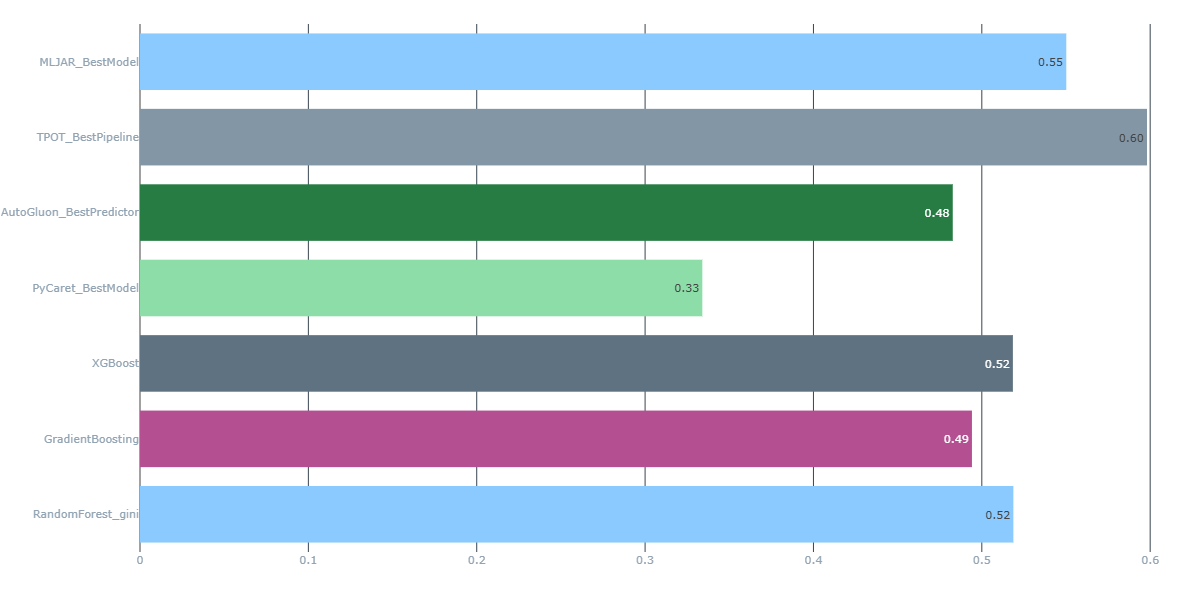 MLJAR_BestModel 0.55
TPOT_BestPipeline 0.60
AutoGluon_BestPredictor 0.48
PyCaret_BestModel 0.33
XGBoost 0.52
GradientBoosting 0.49
RandomForest_gini 0.52
0 0.1 0.2 0.3 0.4 0.5 0.6